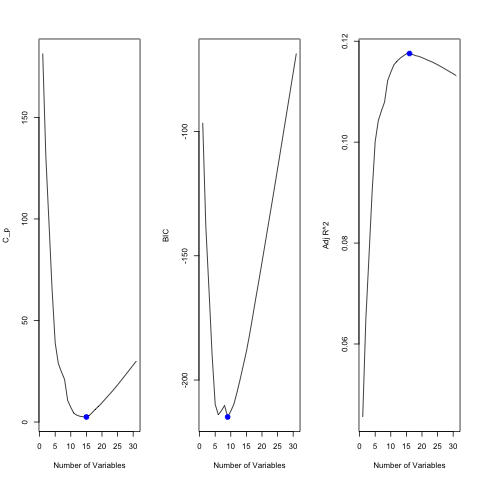 C_p
0
50
100
150
0 5 10 15 20 25 30
Number of Variables
BIC
-200
-150
-100
0 5 10 15 20 25 30
Number of Variables
Adj R^2
0.06
0.08
0.10
0.12
0 5 10 15 20 25 30
Number of Variables